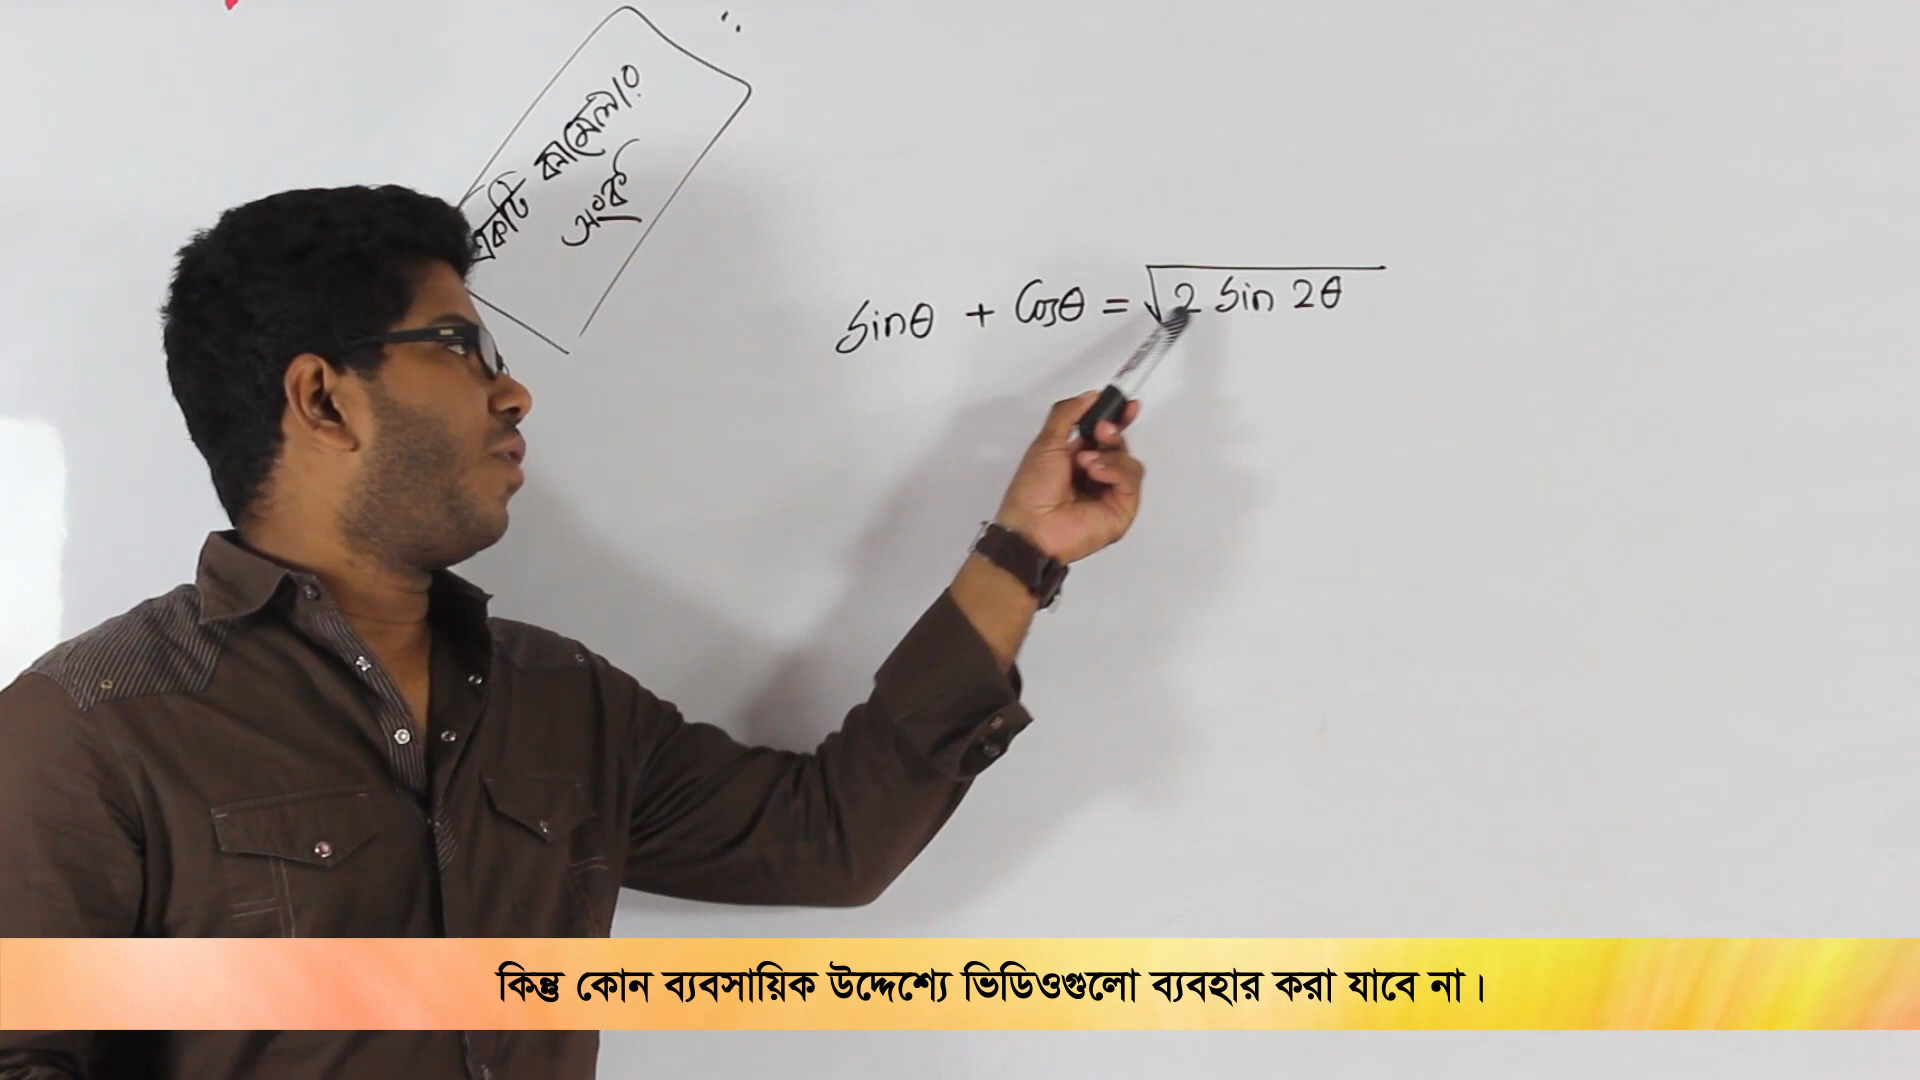 একটি ঝামেলার
অংক
sinθ + Cosθ = √2 sin 2θ
কিন্তু কোন ব্যবসায়িক উদ্দেশ্যে ভিডিওগুলো ব্যবহার করা যাবে না।